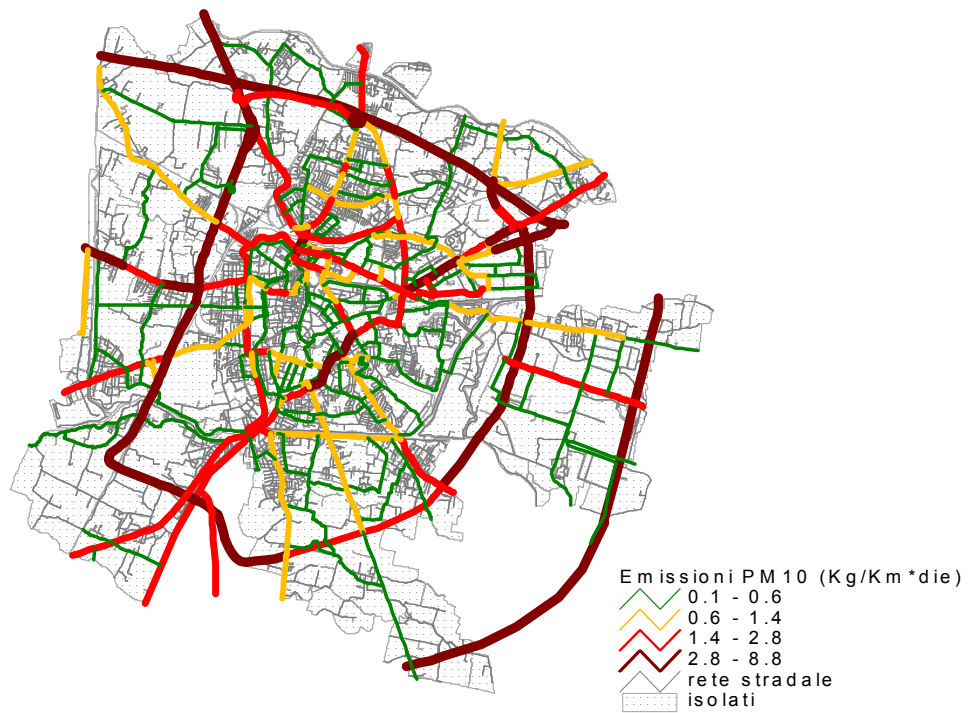 Emissioni PM10 (Kg/Km*die)
0.1 - 0.6
0.6 - 1.4
1.4 - 2.8
2.8 - 8.8
rete stradale
isolati